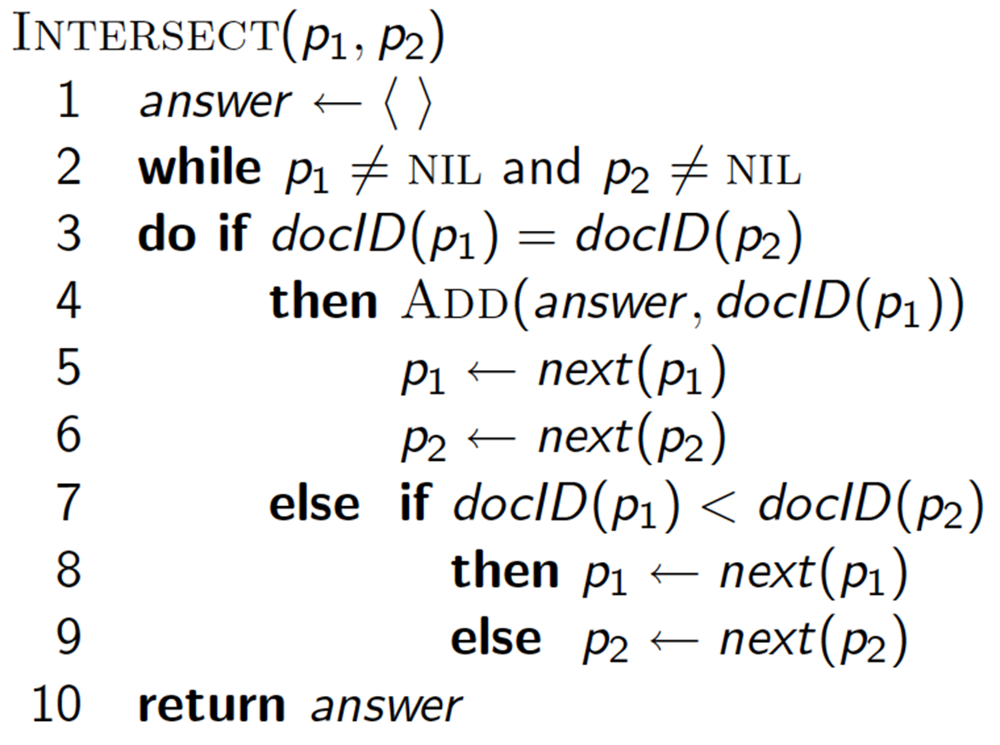 INTERSECT(p₁, p₂)
1 answer ← ⟨ ⟩
2 while p₁ ≠ NIL and p₂ ≠ NIL
3 do if docID(p₁) = docID(p₂)
4 then ADD(answer, docID(p₁))
5 p₁ ← next(p₁)
6 p₂ ← next(p₂)
7 else if docID(p₁) < docID(p₂)
8 then p₁ ← next(p₁)
9 else p₂ ← next(p₂)
10 return answer